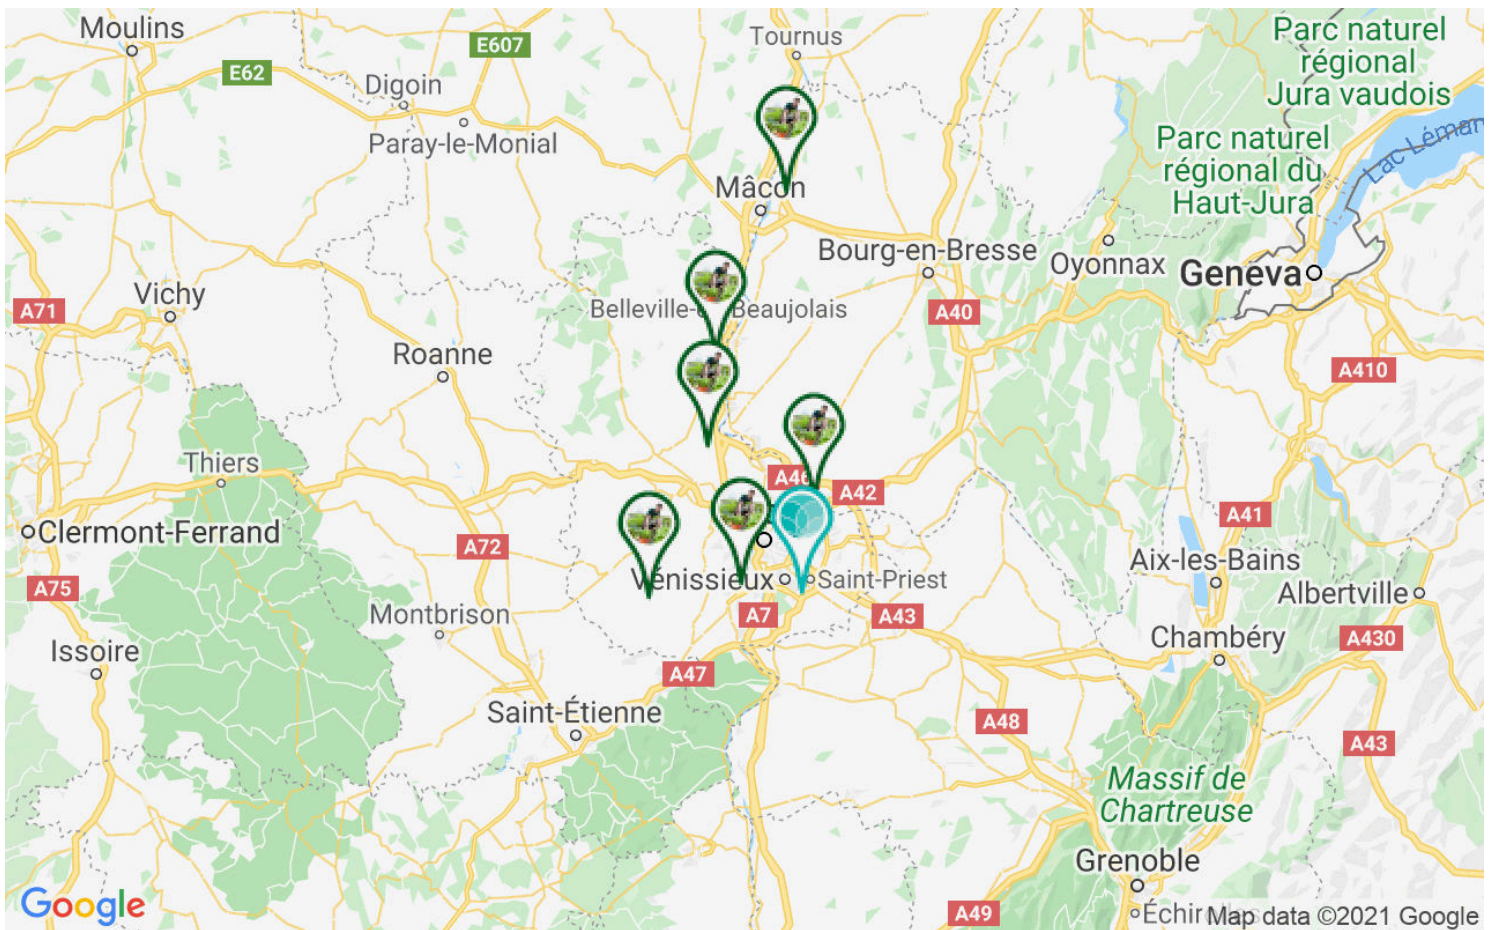 Moulins
E607
Tournus
Parc naturel
régional
Jura vaudois
E62
Digoin
Paray-le-Monial
Parc naturel
régional du
Haut-Jura
Lac Léman
Mâcon
Bourg-en-Bresse
Oyonnax
Geneva
Vichy
A71
Belleville-
Beaujolais
A40
Roanne
A410
Thiers
A46
A42
A41
Clermont-Ferrand
A72
Aix-les-Bains
A75
Vénissieux
Saint-Priest
Albertville
Montbrison
A7
A43
Chambéry
A430
Issoire
A47
Saint-Étienne
A48
A43
Massif de
Chartreuse
Grenoble
Google
A49
Map data ©2021 Google